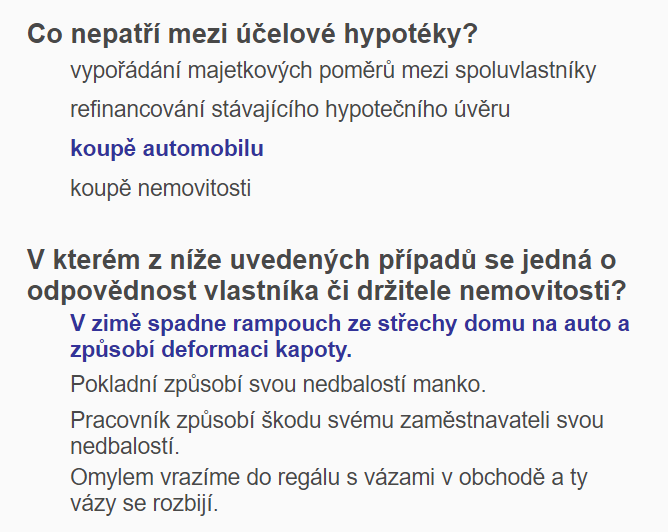 Co nepatří mezi účelové hypotéky?
vypořádání majetkových poměrů mezi spoluvlastníky
refinancování stávajícího hypotečního úvěru
koupě automobilu
koupě nemovitosti
V kterém z níže uvedených případů se jedná o
odpovědnost vlastníka či držitele nemovitosti?
V zimě spadne rampouch ze střechy domu na auto a
způsobí deformaci kapoty.
Pokladní způsobí svou nedbalostí manko.
Pracovník způsobí škodu svému zaměstnavateli svou
nedbalostí.
Omylem vrazíme do regálu s vázami v obchodě a ty
vázy se rozbijí.